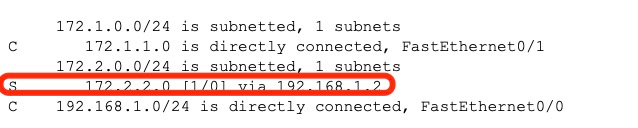 172.1.0.0/24 is subnetted, 1 subnets
C 172.1.1.0 is directly connected, FastEthernet0/1
172.2.0.0/24 is subnetted, 1 subnets
S 172.2.2.0 [1/0] via 192.168.1.2
C 192.168.1.0/24 is directly connected, FastEthernet0/0